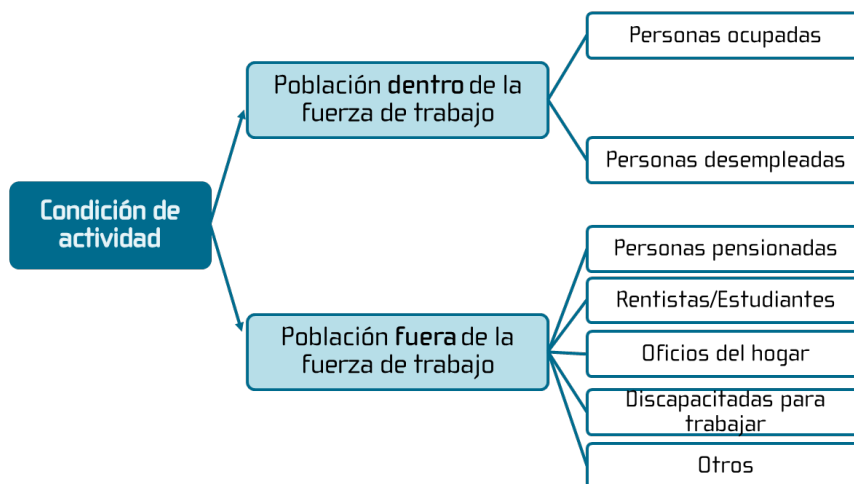 Condición de
actividad
Población dentro de la
fuerza de trabajo
Personas ocupadas
Personas desempleadas
Población fuera de la
fuerza de trabajo
Personas pensionadas
Rentistas/Estudiantes
Oficios del hogar
Discapacitadas para
trabajar
Otros